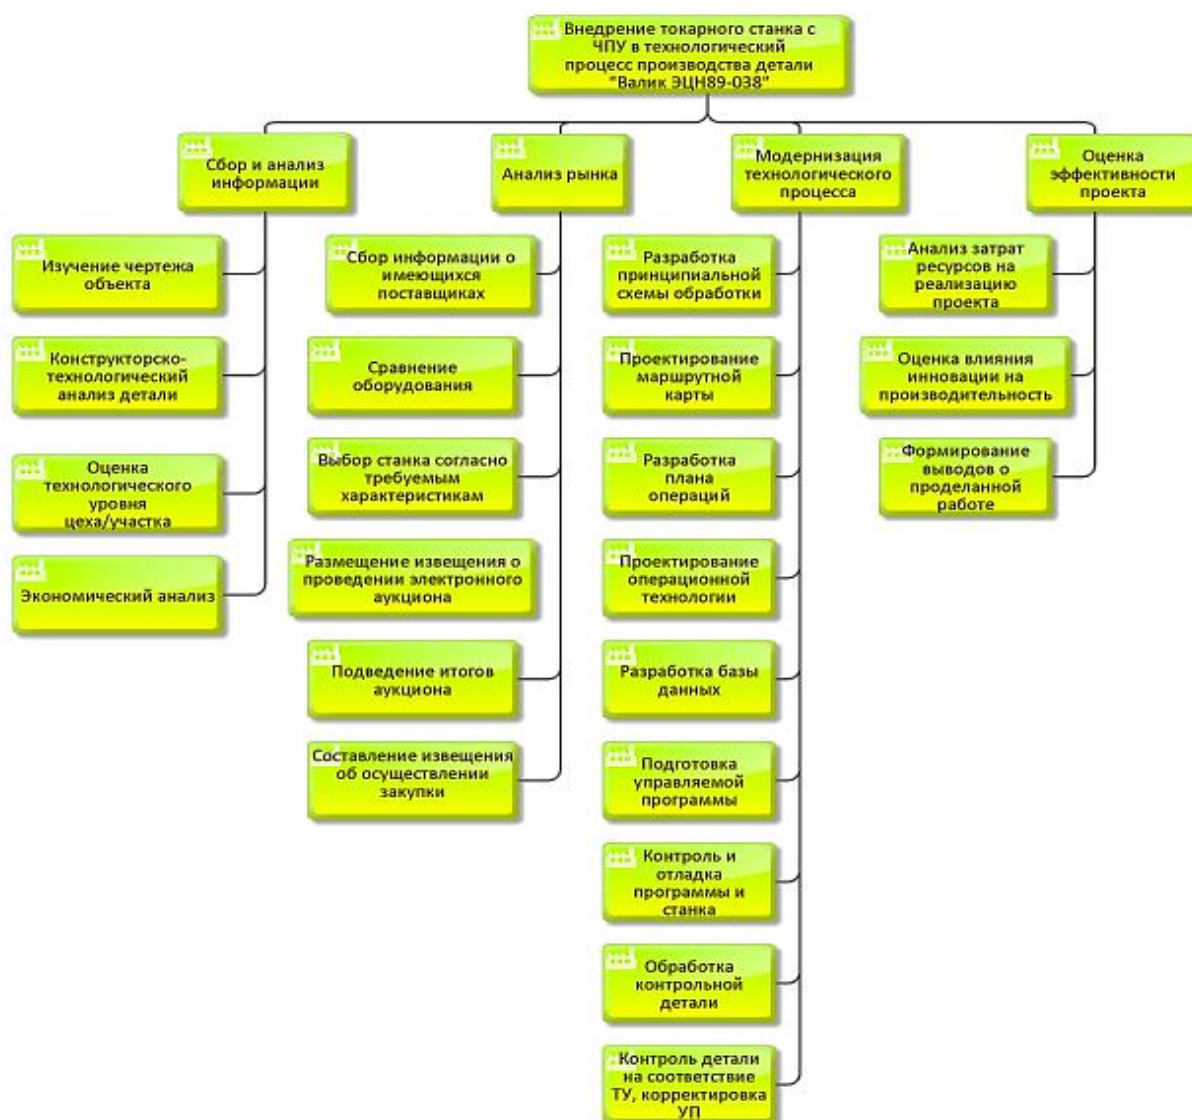 Внедрение токарного станка с
ЧПУ в технологический
процесс производства детали
"Валик ЭЦН89-038"
Сбор и анализ
информации
Изучение чертежа
объекта
Конструкторско-
технологический
анализ детали
Оценка
технологического
уровня
цеха/участка
Экономический анализ
Анализ рынка
Сбор информации о
имеющихся
поставщиках
Сравнение
оборудования
Выбор станка согласно
требуемым
характеристикам
Размещение извещения о
проведении электронного
аукциона
Подведение итогов
аукциона
Составление извещения
об осуществлении
закупки
Модернизация
технологического
процесса
Разработка
принципиальной
схемы обработки
Проектирование
маршрутной
карты
Разработка
плана
операций
Проектирование
операционной
технологии
Разработка базы
данных
Подготовка
управляемой
программы
Контроль и
отладка
программы и
станка
Обработка
контрольной
детали
Контроль детали
на соответствие
ТУ, корректировка
УП
Оценка
эффективности
проекта
Анализ затрат
ресурсов на
реализацию
проекта
Оценка влияния
инновации на
производительность
Формирование
выводов о
проделанной
работе